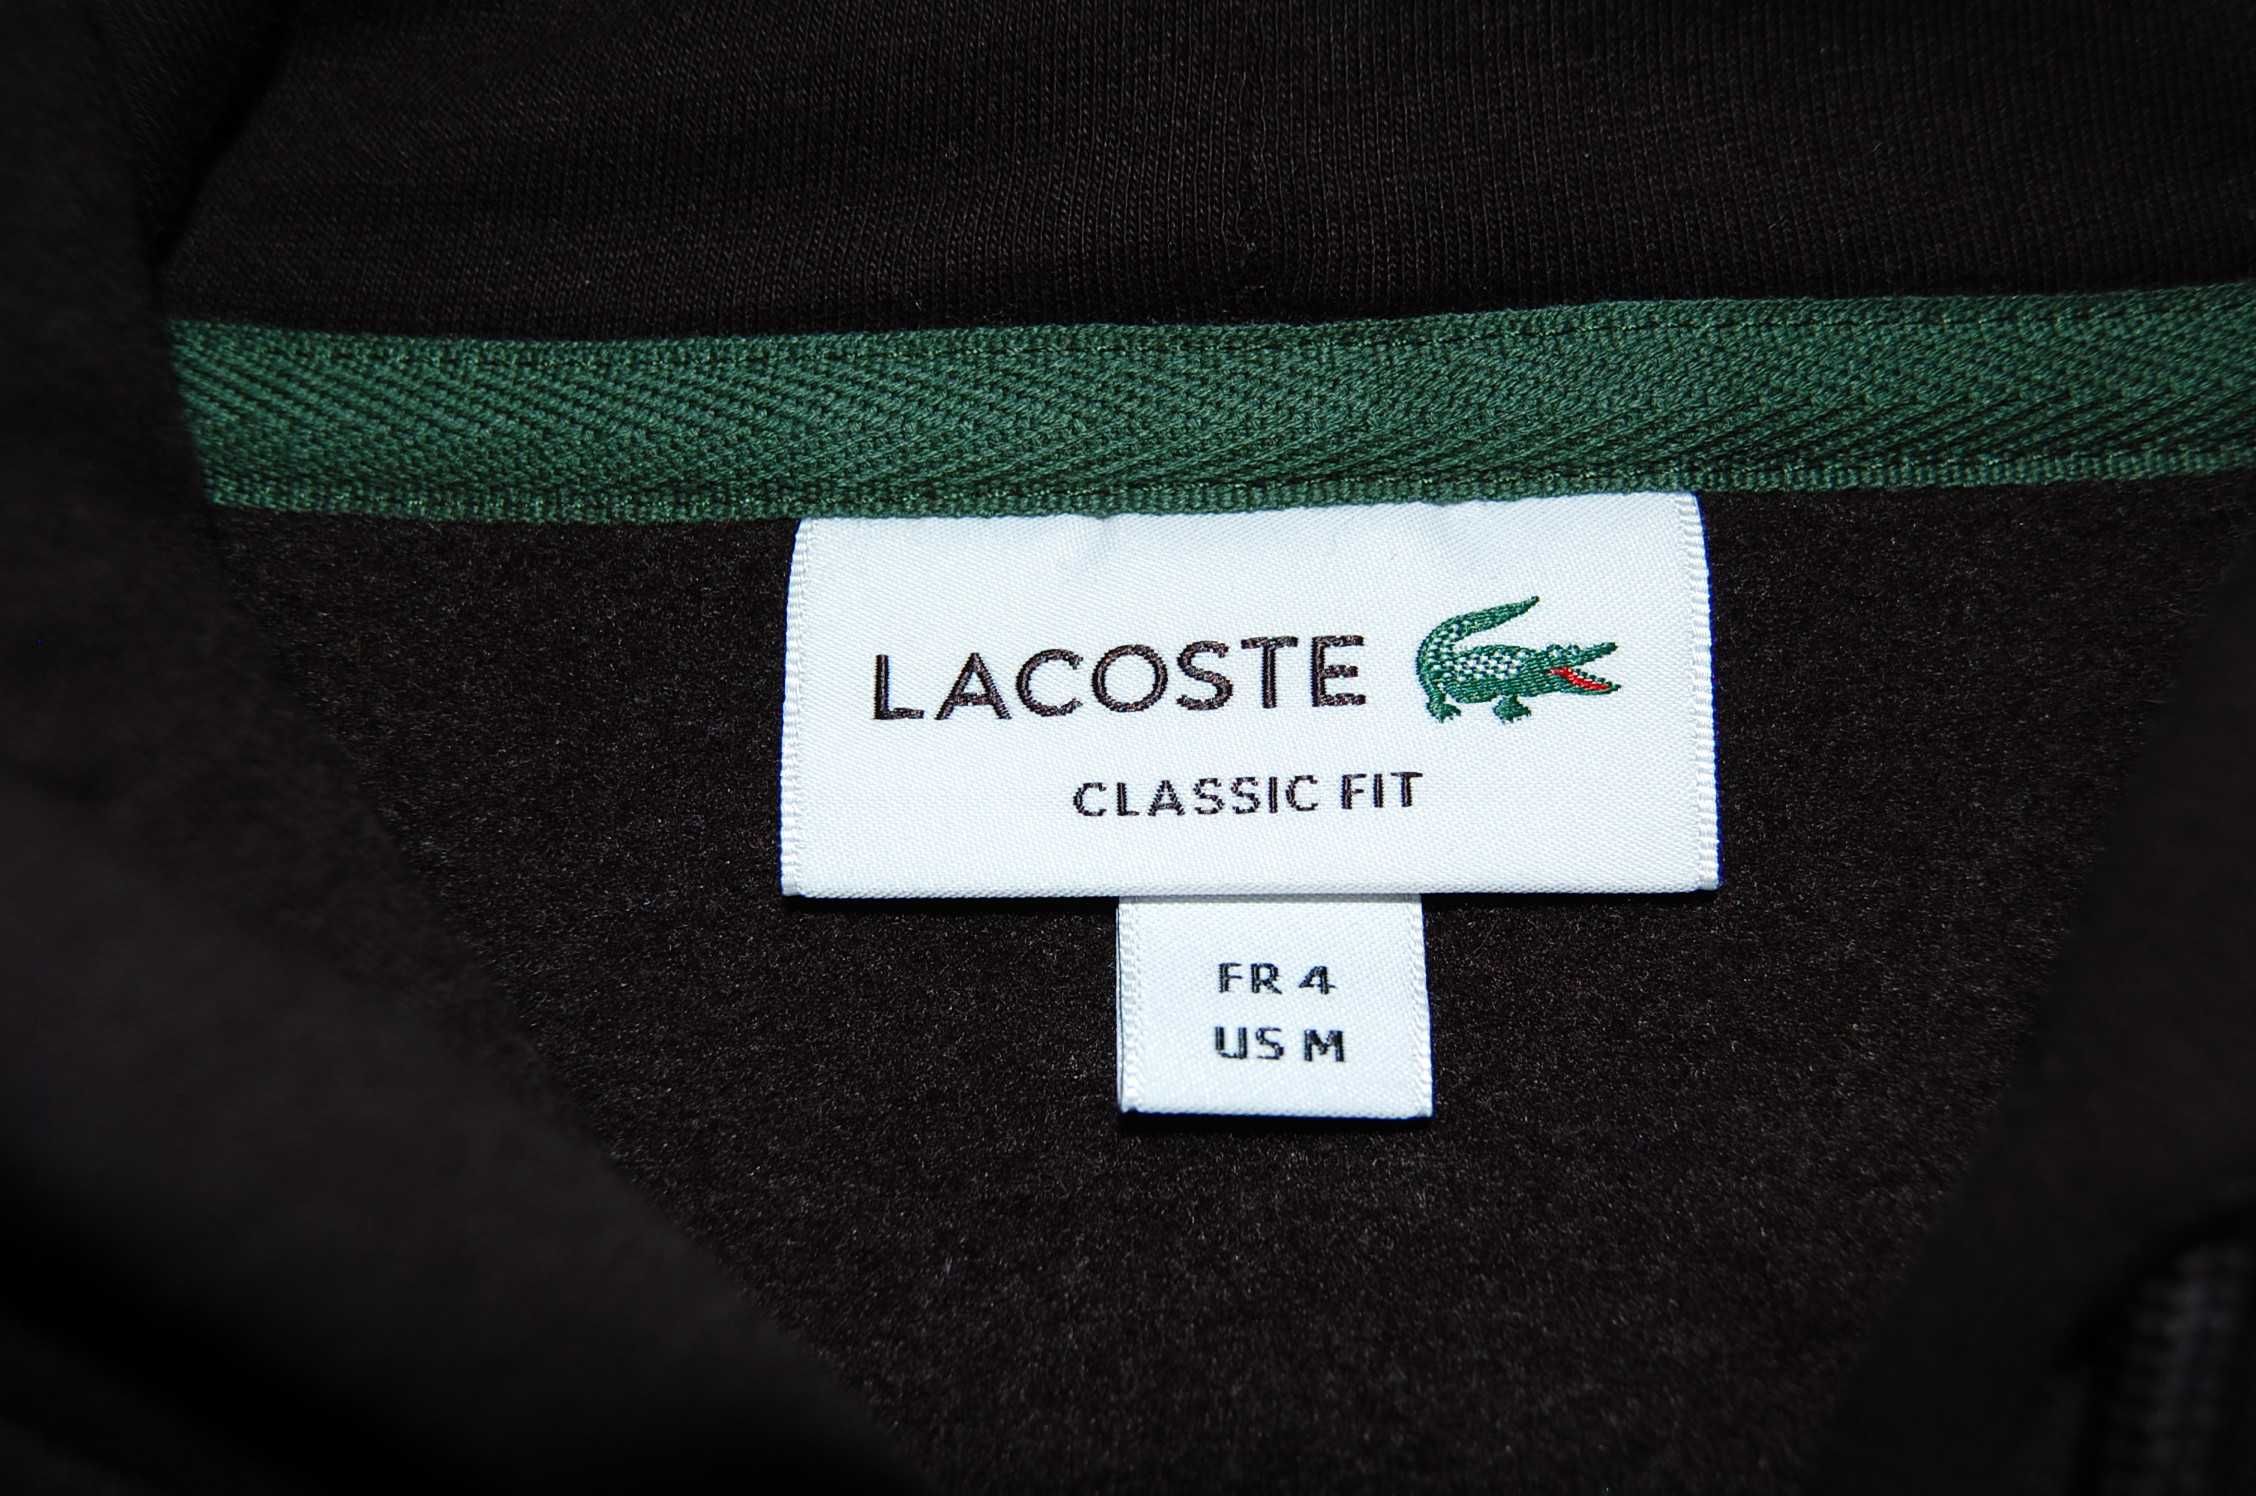 LACOSTE
CLASSIC FIT
FR 4
US M